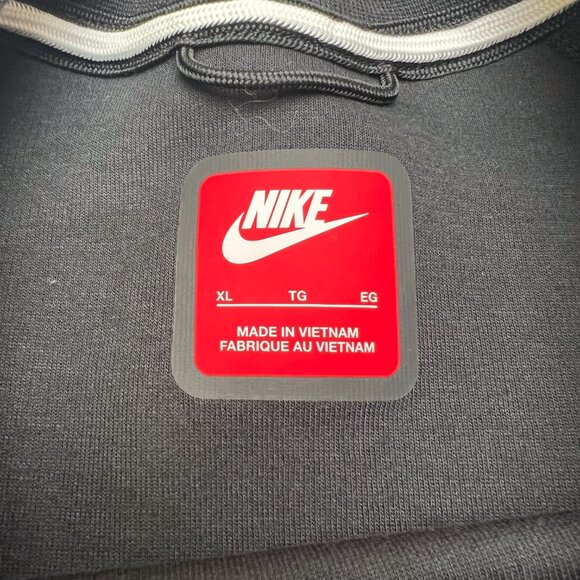 NIKE
XL TG EG
MADE IN VIETNAM
FABRIQUE AU VIETNAM